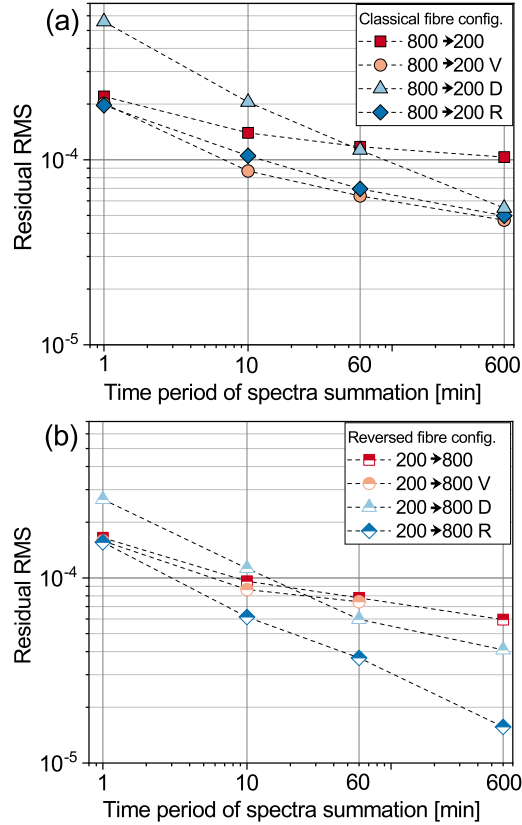 (a)
Classical fibre config.
800➔200
800➔200 V
800➔200 D
800➔200 R
Residual RMS
10⁻⁴
10⁻⁵
1
10
60
600
Time period of spectra summation [min]
(b)
Reversed fibre config.
200➔800
200➔800 V
200➔800 D
200➔800 R
Residual RMS
10⁻⁴
10⁻⁵
1
10
60
600
Time period of spectra summation [min]